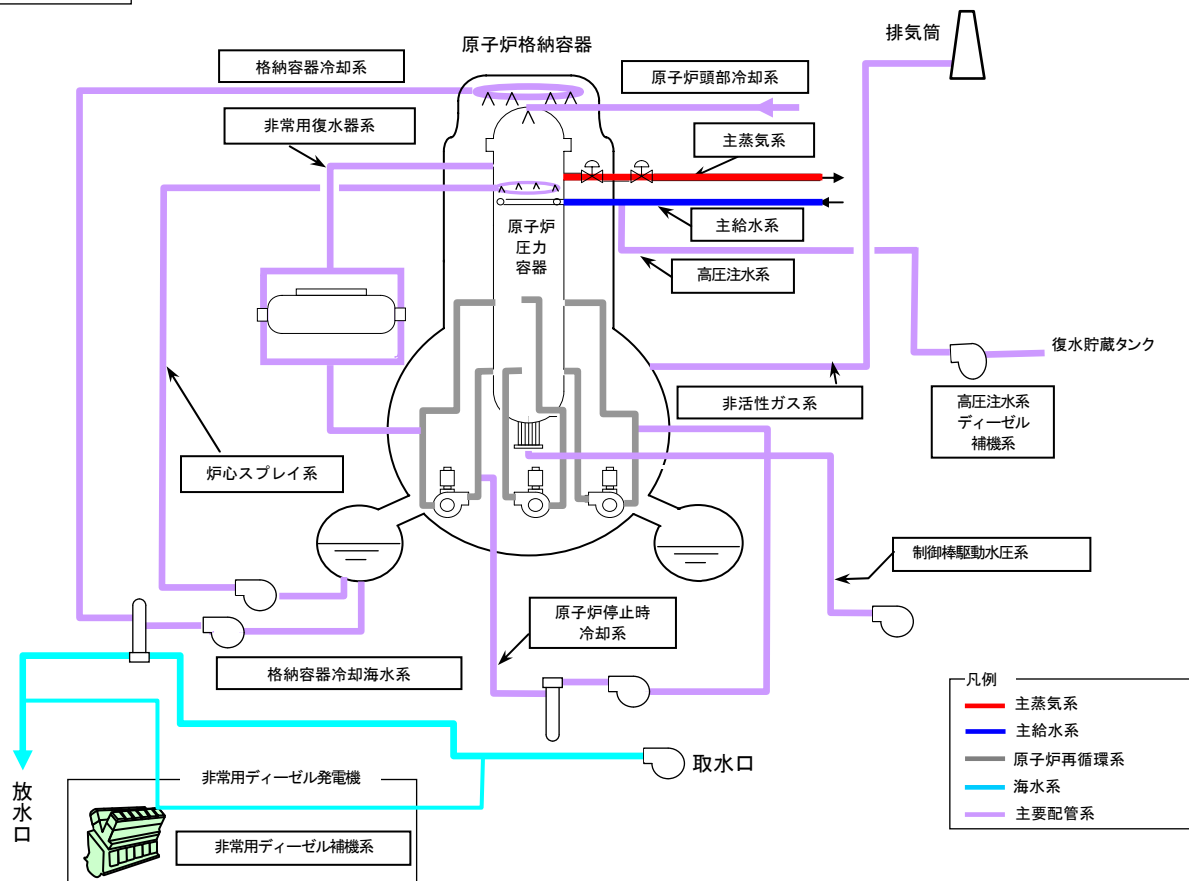 原子炉格納容器
排気筒
格納容器冷却系
原子炉頭部冷却系
非常用復水器系
主蒸気系
主給水系
原子炉
圧力
容器
高圧注水系
復水貯蔵タンク
非活性ガス系
高圧注水系
ディーゼル
補機系
炉心スプレイ系
制御棒駆動水圧系
原子炉停止時
冷却系
格納容器冷却海水系
取水口
放水口
非常用ディーゼル発電機
非常用ディーゼル補機系
凡例
主蒸気系
主給水系
原子炉再循環系
海水系
主要配管系